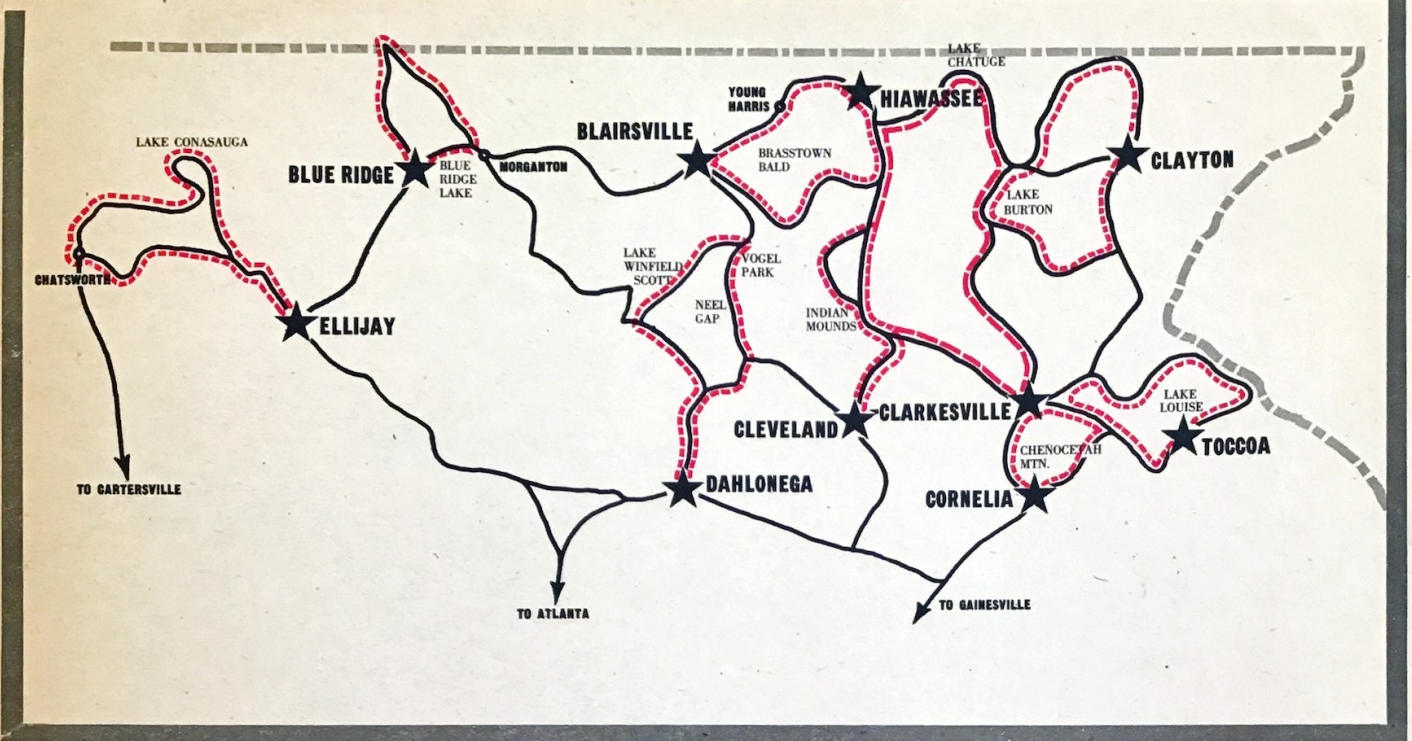 LAKE
CHATUGE
YOUNG
HARRIS
HIAWASSEE
BLAIRSVILLE
LAKE CONASAUGA
BLUE RIDGE
BLUE
RIDGE
LAKE
MORGANTON
BRASSTOWN
BALD
CLAYTON
LAKE
BURTON
CHATSWORTH
LAKE
WINFIELD
SCOTT
VOGEL
PARK
NEEL
GAP
INDIAN
MOUNDS
ELLIJAY
LAKE
LOUISE
CLARKESVILLE
CLEVELAND
TOCCOA
CHENOCETAH
MTN.
TO CARTERSVILLE
DAHLONEGA
CORNELIA
TO ATLANTA
TO GAINESVILLE